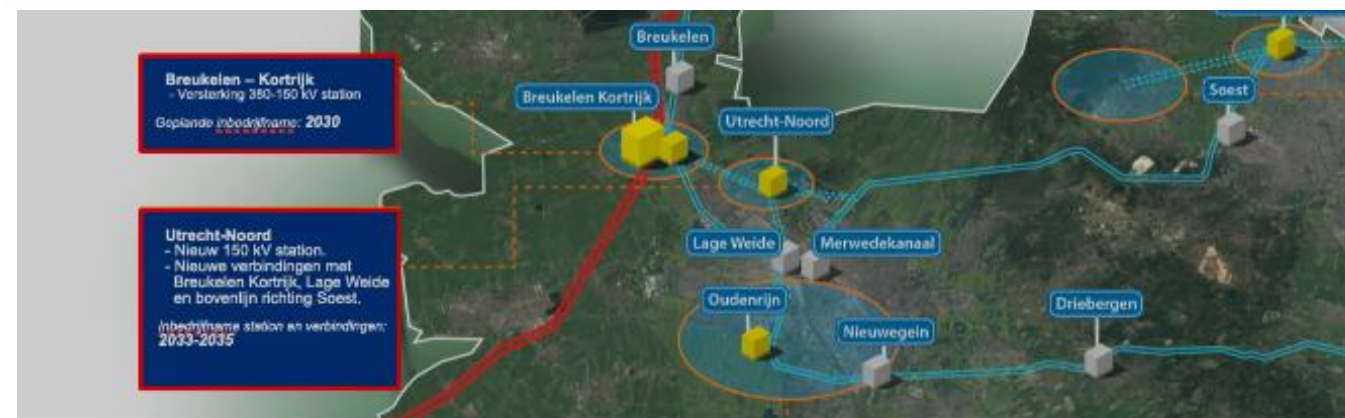 Breukelen – Kortrijk
- Versterking 380-150 kV station
Geplande inbedrijfname: 2030
Utrecht-Noord
- Nieuw 150 kV station.
- Nieuwe verbindingen met
Breukelen Kortrijk, Lage Weide
en bovenlijn richting Soest.
Inbedrijfname station en verbindingen:
2033-2035
Breukelen
Breukelen Kortrijk
Utrecht-Noord
Soest
Lage Weide
Merwedekanaal
Oudenrijn
Nieuwegein
Driebergen